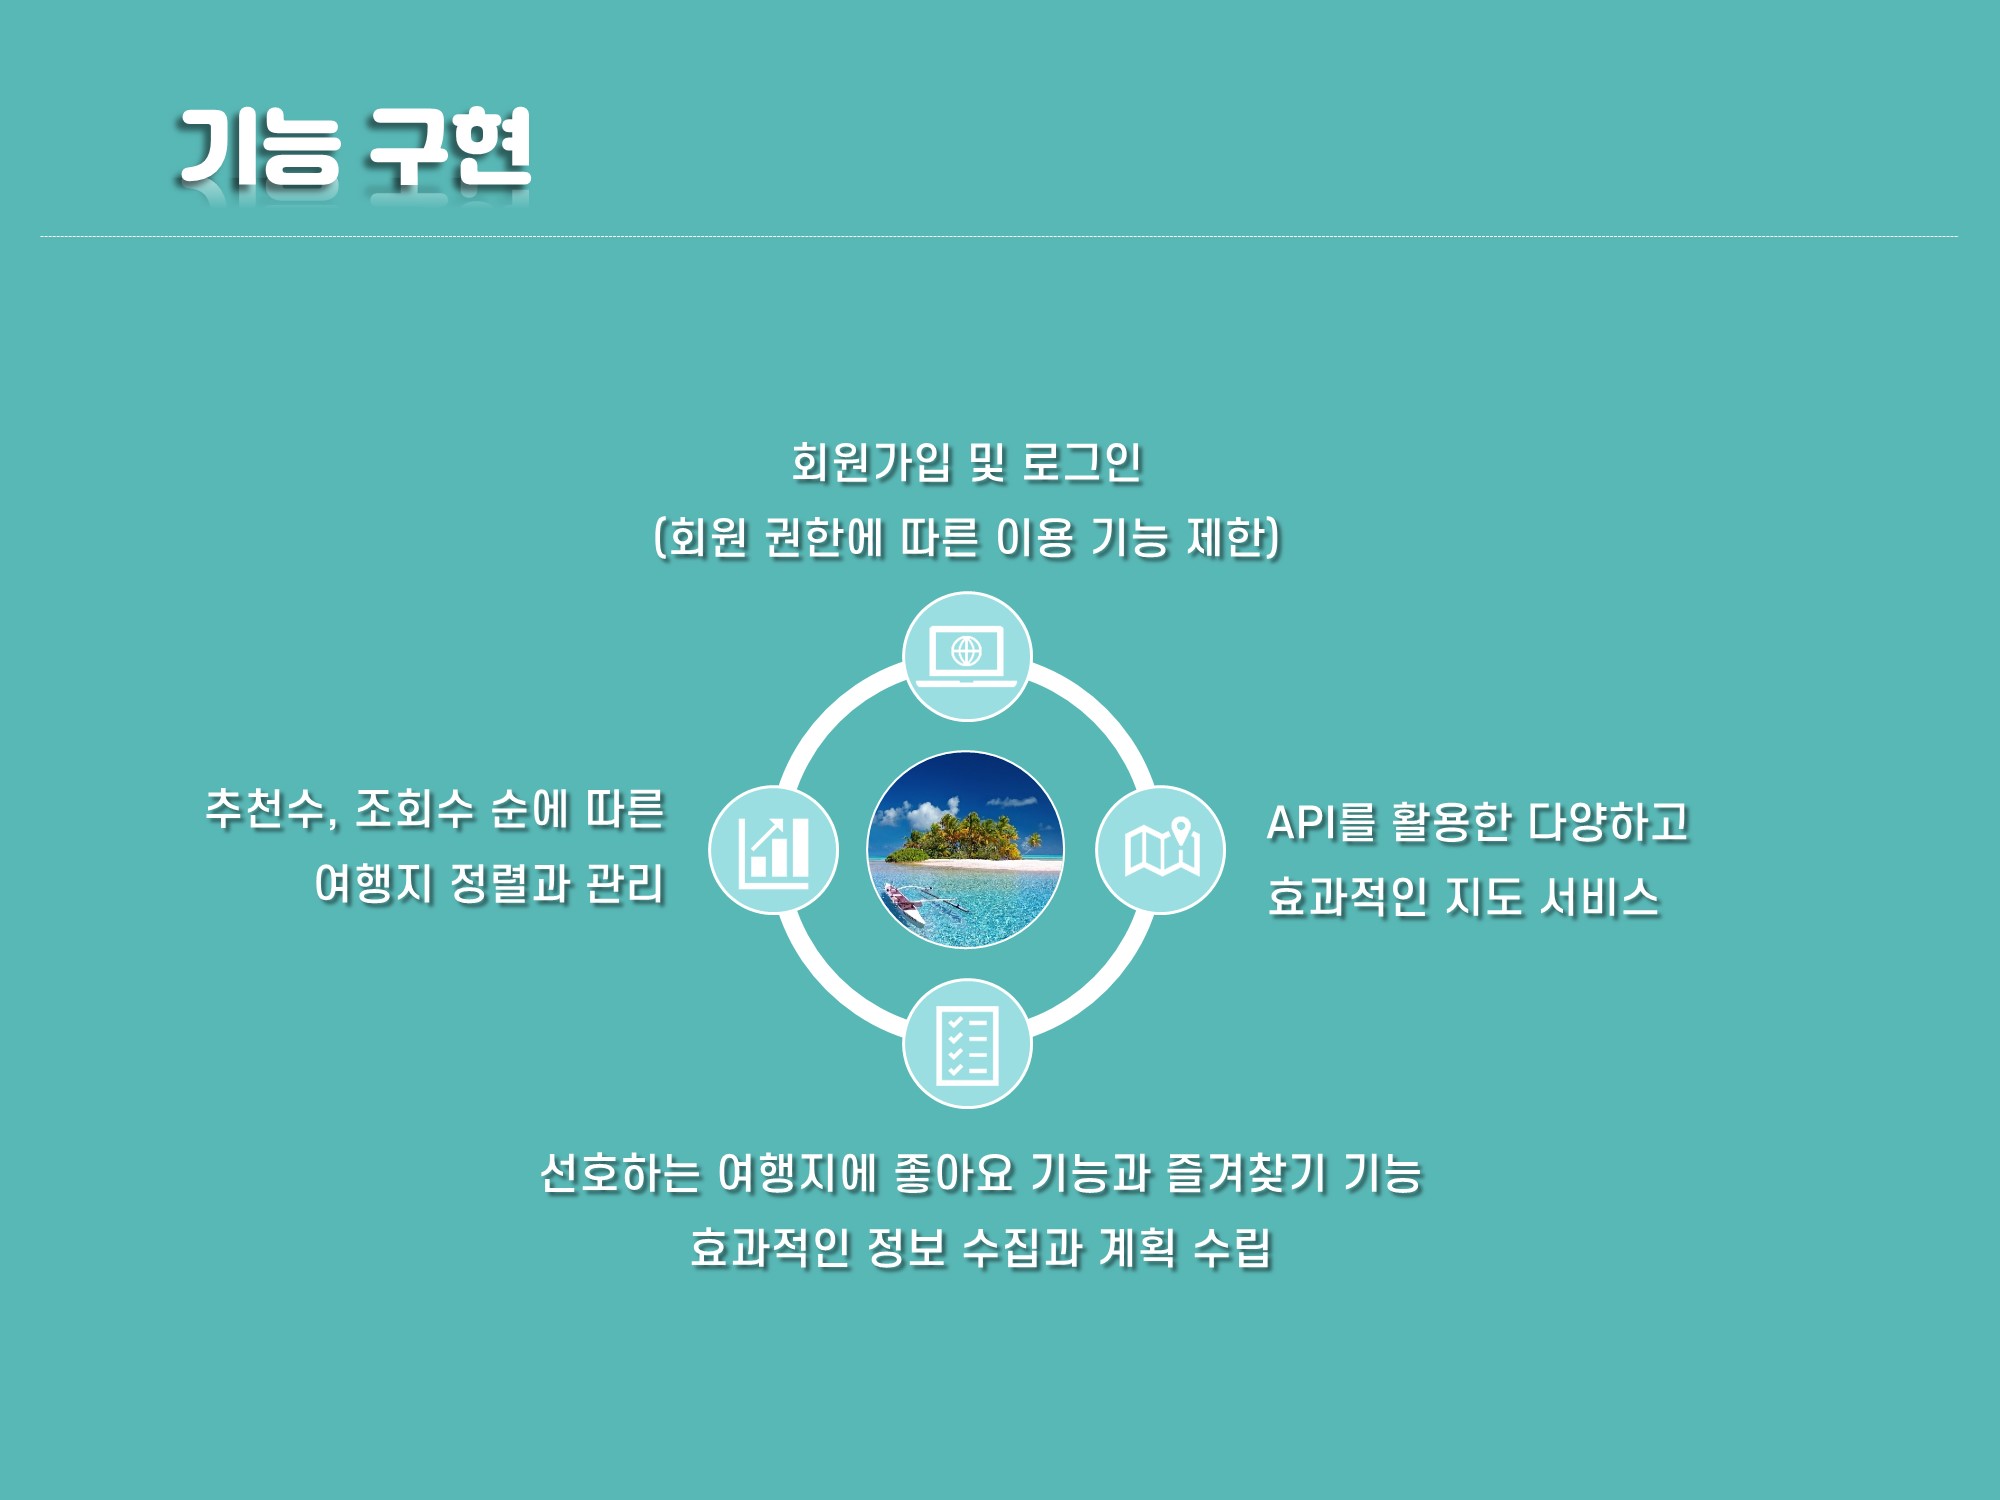 기능 구현
회원가입 및 로그인
(회원 권한에 따른 이용 기능 제한)
추천수, 조회수 순에 따른
여행지 정렬과 관리
API를 활용한 다양하고
효과적인 지도 서비스
선호하는 여행지에 좋아요 기능과 즐겨찾기 기능
효과적인 정보 수집과 계획 수립